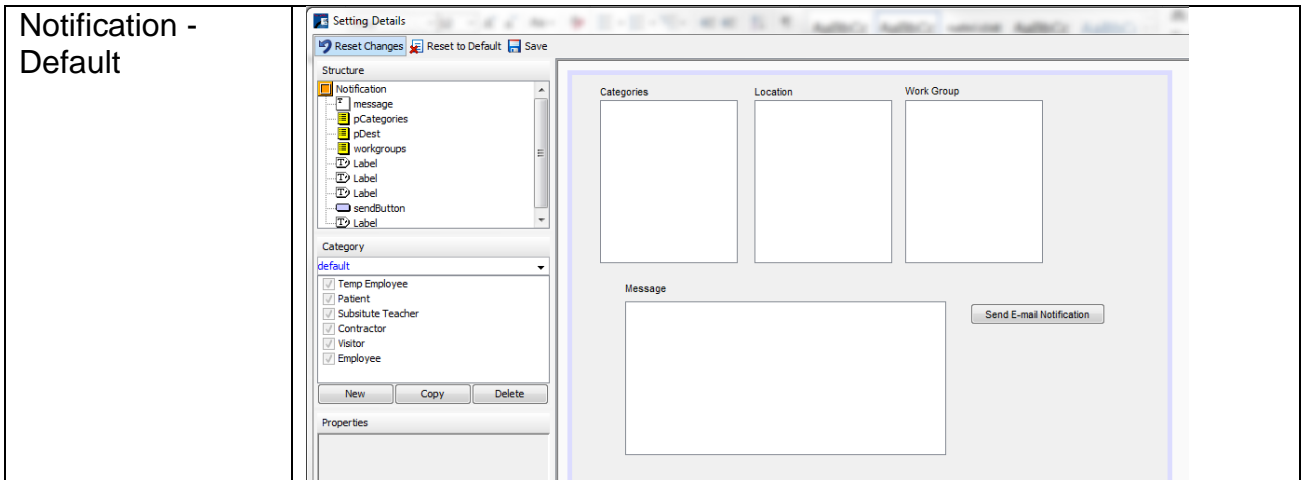 Notification -
Default
Setting Details
Reset Changes Reset to Default Save
Structure
Notification
message
pCategories
pDest
workgroups
Label
Label
Label
sendButton
Label
Category
default
Temp Employee
Patient
Subsitute Teacher
Contractor
Visitor
Employee
New Copy Delete
Properties
Categories Location Work Group
Message
Send E-mail Notification